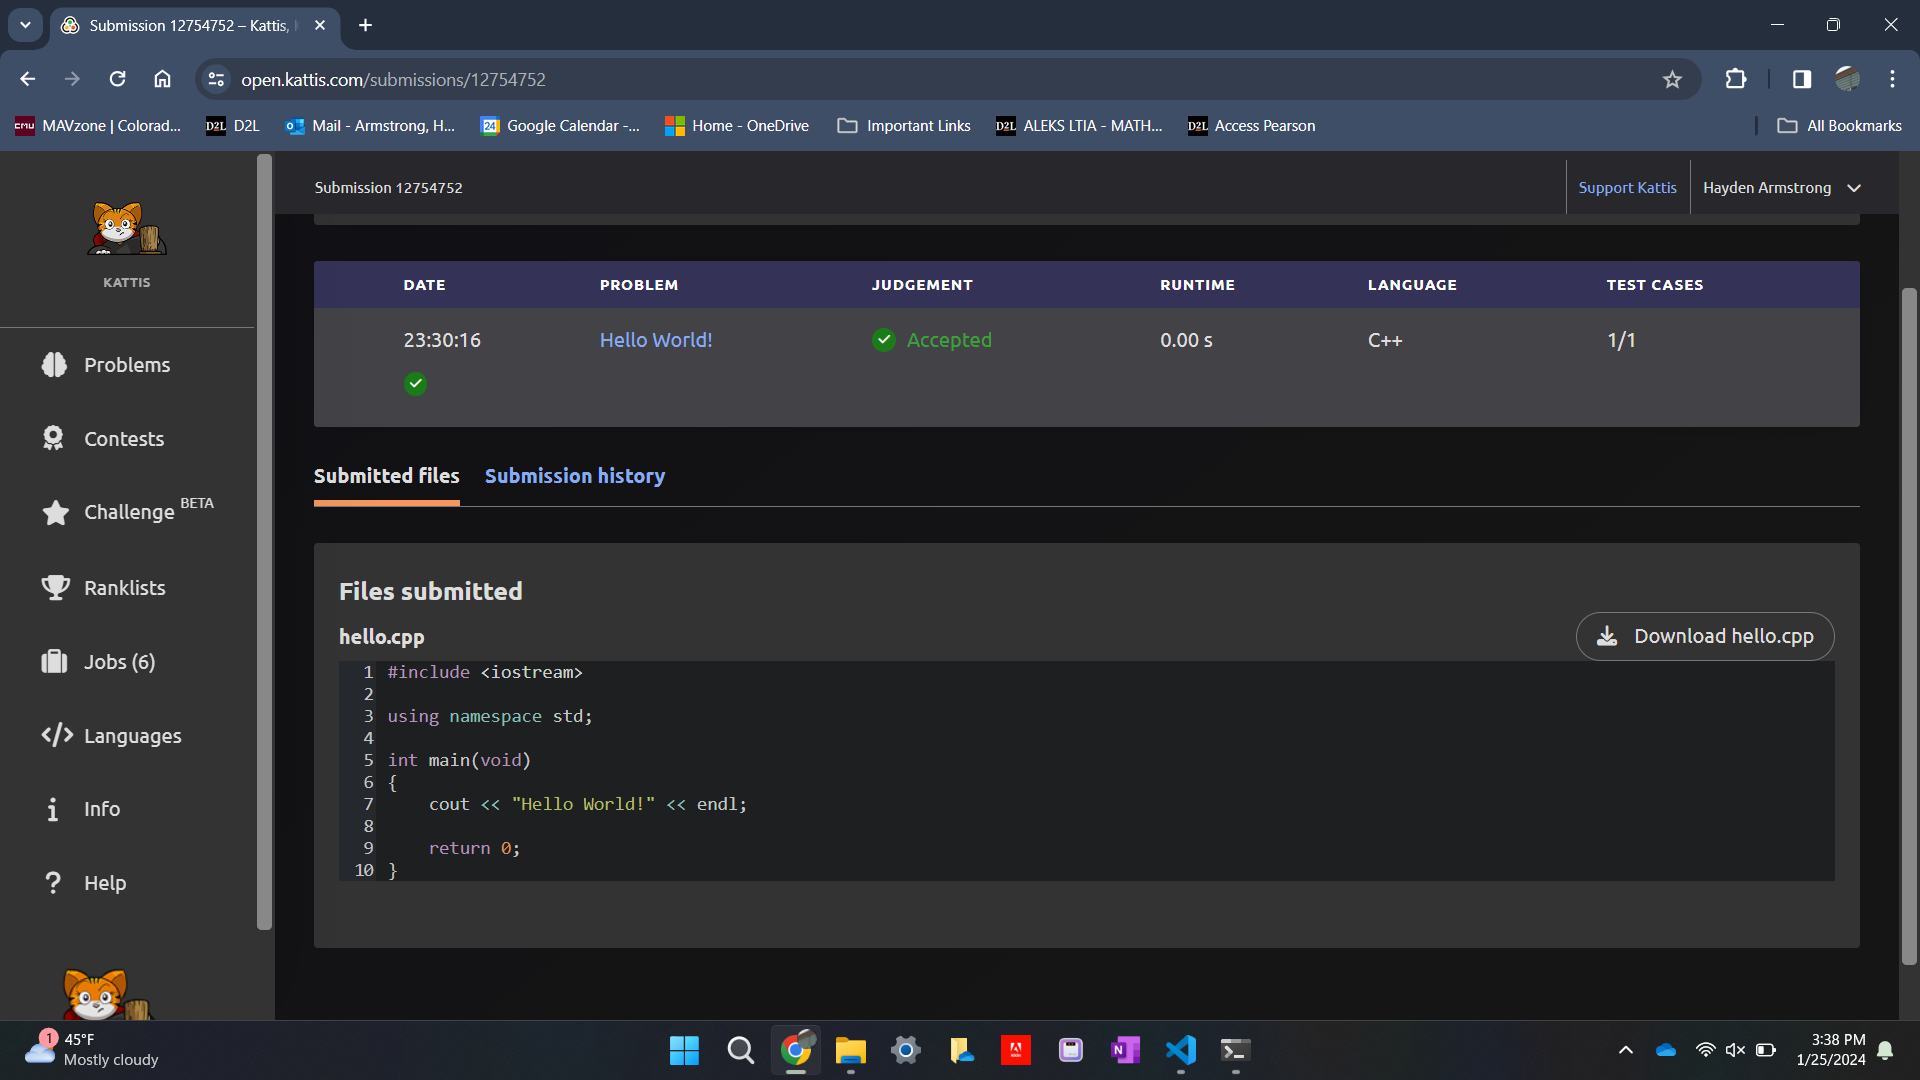 Submission 12754752 – Kattis,
open.kattis.com/submissions/12754752
CMU MAVzone | Colorad...
D2L D2L
Mail - Armstrong, H...
24 Google Calendar -...
Home - OneDrive
Important Links
D2L ALEKS LTIA - MATH...
D2L Access Pearson
All Bookmarks
KATTIS
Problems
Contests
Challenge BETA
Ranklists
Jobs (6)
Languages
Info
Help
Submission 12754752
Support Kattis
Hayden Armstrong
DATE PROBLEM JUDGEMENT RUNTIME LANGUAGE TEST CASES
23:30:16 Hello World! Accepted 0.00 s C++ 1/1
Submitted files Submission history
Files submitted
hello.cpp
Download hello.cpp
1 #include <iostream>
2
3 using namespace std;
4
5 int main(void)
6 {
7     cout << "Hello World!" << endl;
8
9     return 0;
10 }
1
45°F
Mostly cloudy
3:38 PM
1/25/2024